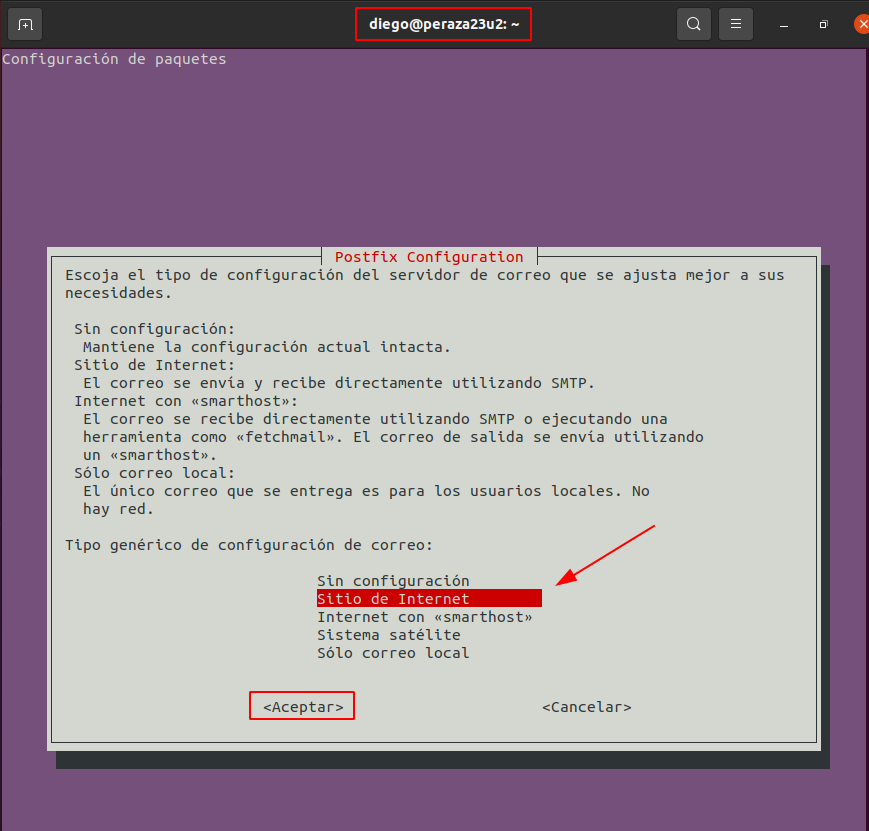 diego@peraza23u2: ~
Configuración de paquetes
Postfix Configuration
Escoja el tipo de configuración del servidor de correo que se ajusta mejor a sus
necesidades.
Sin configuración:
Mantiene la configuración actual intacta.
Sitio de Internet:
El correo se envía y recibe directamente utilizando SMTP.
Internet con «smarthost»:
El correo se recibe directamente utilizando SMTP o ejecutando una
herramienta como «fetchmail». El correo de salida se envía utilizando
un «smarthost».
Sólo correo local:
El único correo que se entrega es para los usuarios locales. No
hay red.
Tipo genérico de configuración de correo:
Sin configuración
Sitio de Internet
Internet con «smarthost»
Sistema satélite
Sólo correo local
<Aceptar> <Cancelar>